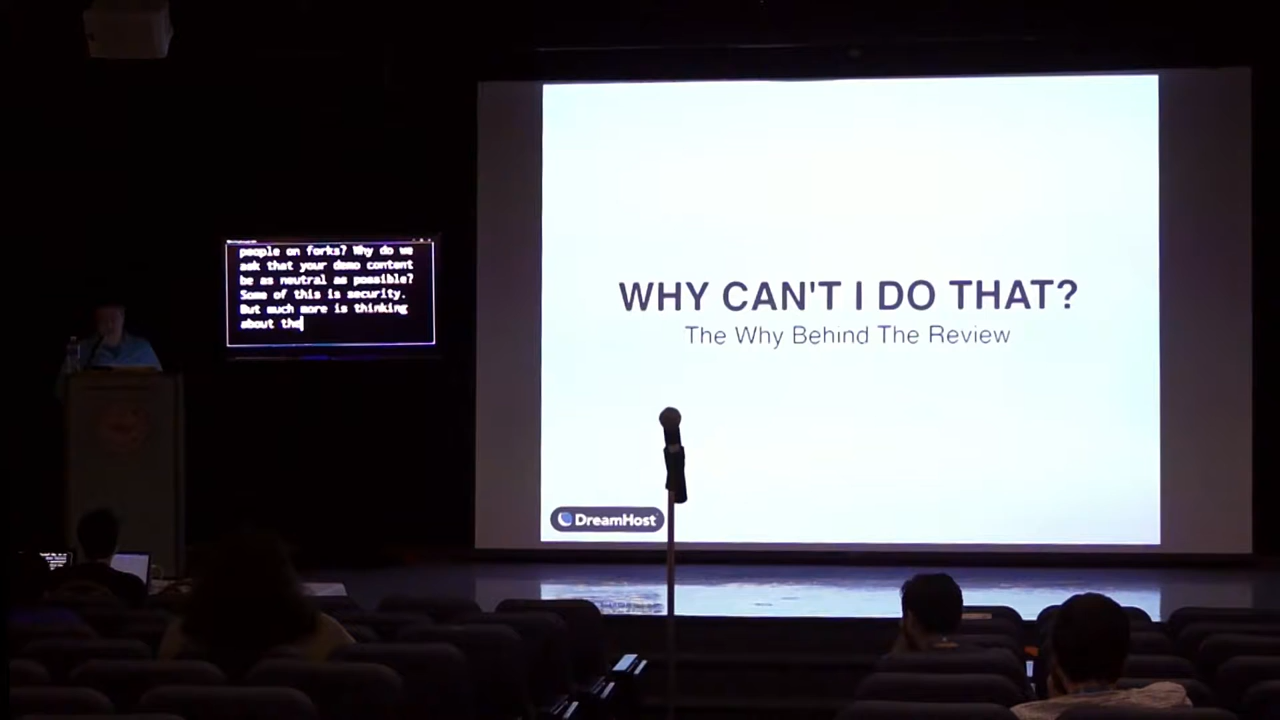 people on forks? Why do we
ask that your demo content
be as neutral as possible?
Some of this is security.
But much more is thinking
about the
WHY CAN'T I DO THAT?
The Why Behind The Review
DreamHost